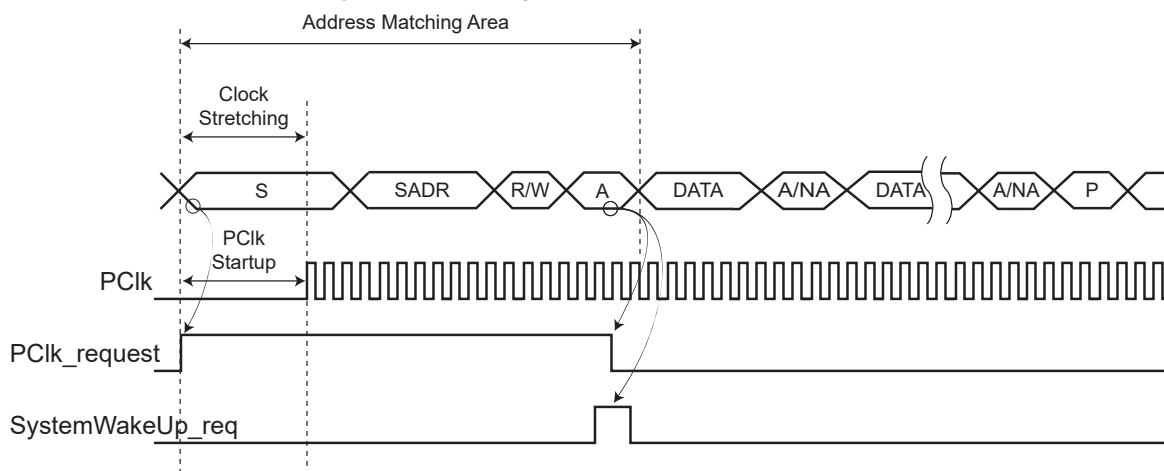 Address Matching Area
Clock
Stretching
S
SADR
R/W
A
DATA
A/NA
DATA
A/NA
P
PClk
Startup
PClk
PClk_request
SystemWakeUp_req